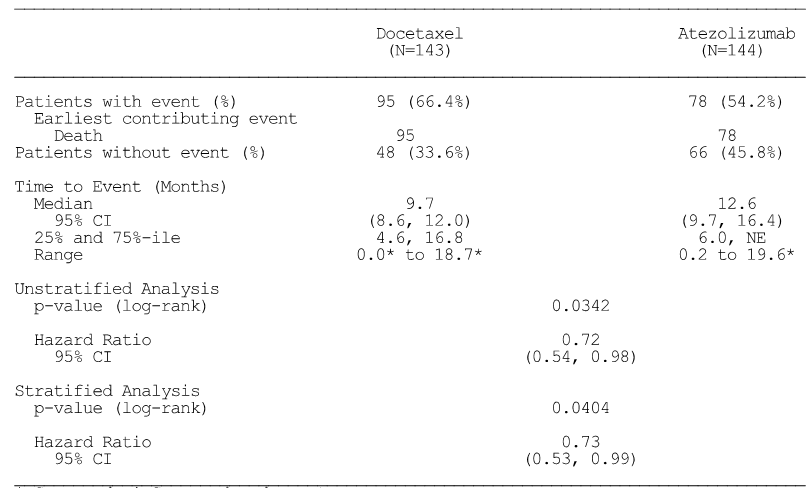 Docetaxel Atezolizumab
(N=143) (N=144)
Patients with event (%) 95 (66.4%) 78 (54.2%)
Earliest contributing event
Death 95 78
Patients without event (%) 48 (33.6%) 66 (45.8%)
Time to Event (Months)
Median 9.7 12.6
95% CI (8.6, 12.0) (9.7, 16.4)
25% and 75%-ile 4.6, 16.8 6.0, NE
Range 0.0* to 18.7* 0.2 to 19.6*
Unstratified Analysis
p-value (log-rank) 0.0342
Hazard Ratio 0.72
95% CI (0.54, 0.98)
Stratified Analysis
p-value (log-rank) 0.0404
Hazard Ratio 0.73
95% CI (0.53, 0.99)